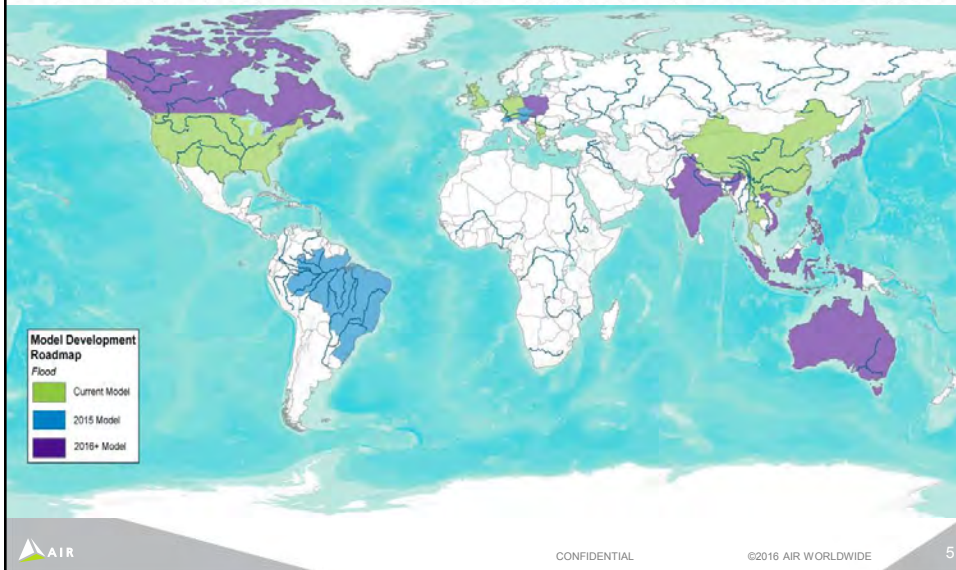 Model Development
Roadmap
Flood
Current Model
2015 Model
2016+ Model
AIR
CONFIDENTIAL
©2016 AIR WORLDWIDE
5